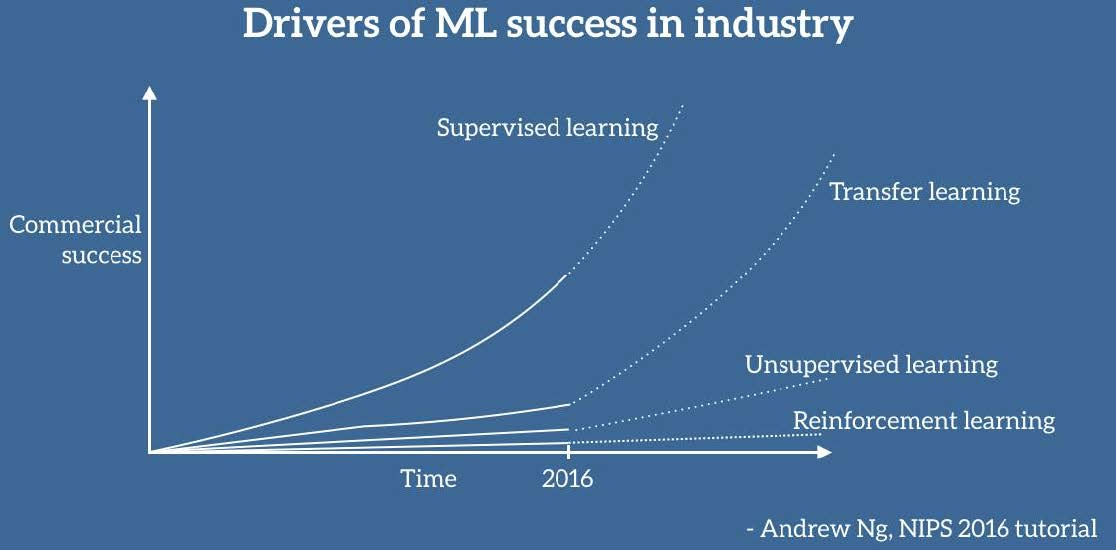 Drivers of ML success in industry
Supervised learning
Transfer learning
Commercial
success
Unsupervised learning
Reinforcement learning
Time
2016
- Andrew Ng, NIPS 2016 tutorial